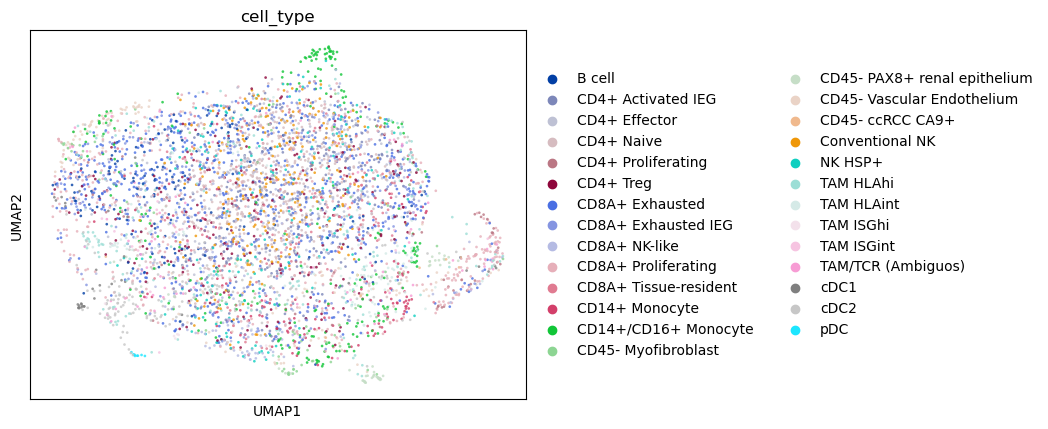 cell_type
UMAP2
UMAP1
B cell
CD4+ Activated IEG
CD4+ Effector
CD4+ Naive
CD4+ Proliferating
CD4+ Treg
CD8A+ Exhausted
CD8A+ Exhausted IEG
CD8A+ NK-like
CD8A+ Proliferating
CD8A+ Tissue-resident
CD14+ Monocyte
CD14+/CD16+ Monocyte
CD45- Myofibroblast
CD45- PAX8+ renal epithelium
CD45- Vascular Endothelium
CD45- ccRCC CA9+
Conventional NK
NK HSP+
TAM HLAhi
TAM HLAint
TAM ISGhi
TAM ISGint
TAM/TCR (Ambiguos)
cDC1
cDC2
pDC